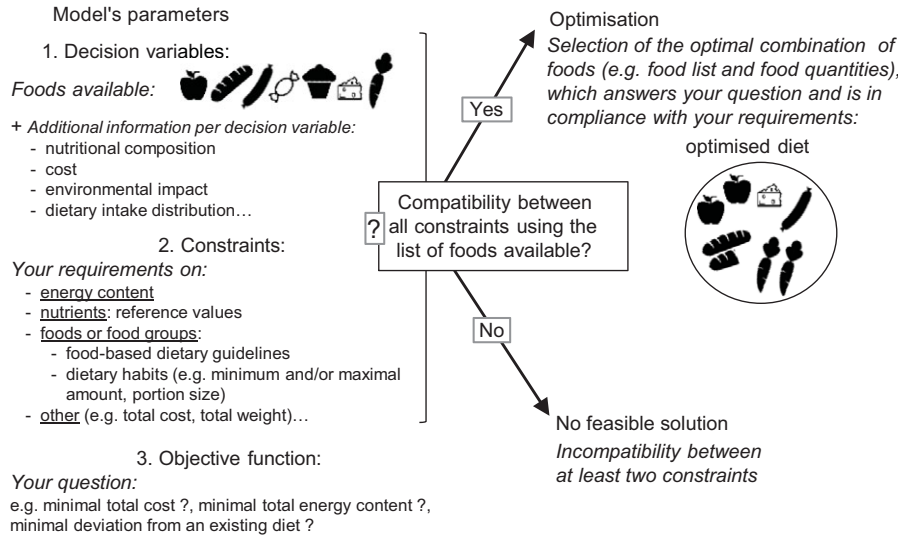 Model's parameters
1. Decision variables:
Foods available:
+ Additional information per decision variable:
- nutritional composition
- cost
- environmental impact
- dietary intake distribution…
2. Constraints:
Your requirements on:
- energy content
- nutrients: reference values
- foods or food groups:
- food-based dietary guidelines
- dietary habits (e.g. minimum and/or maximal
amount, portion size)
- other (e.g. total cost, total weight)…
3. Objective function:
Your question:
e.g. minimal total cost ?, minimal total energy content ?,
minimal deviation from an existing diet ?
?
Compatibility between
all constraints using the
list of foods available?
Yes
Optimisation
Selection of the optimal combination of
foods (e.g. food list and food quantities),
which answers your question and is in
compliance with your requirements:
optimised diet
No
No feasible solution
Incompatibility between
at least two constraints